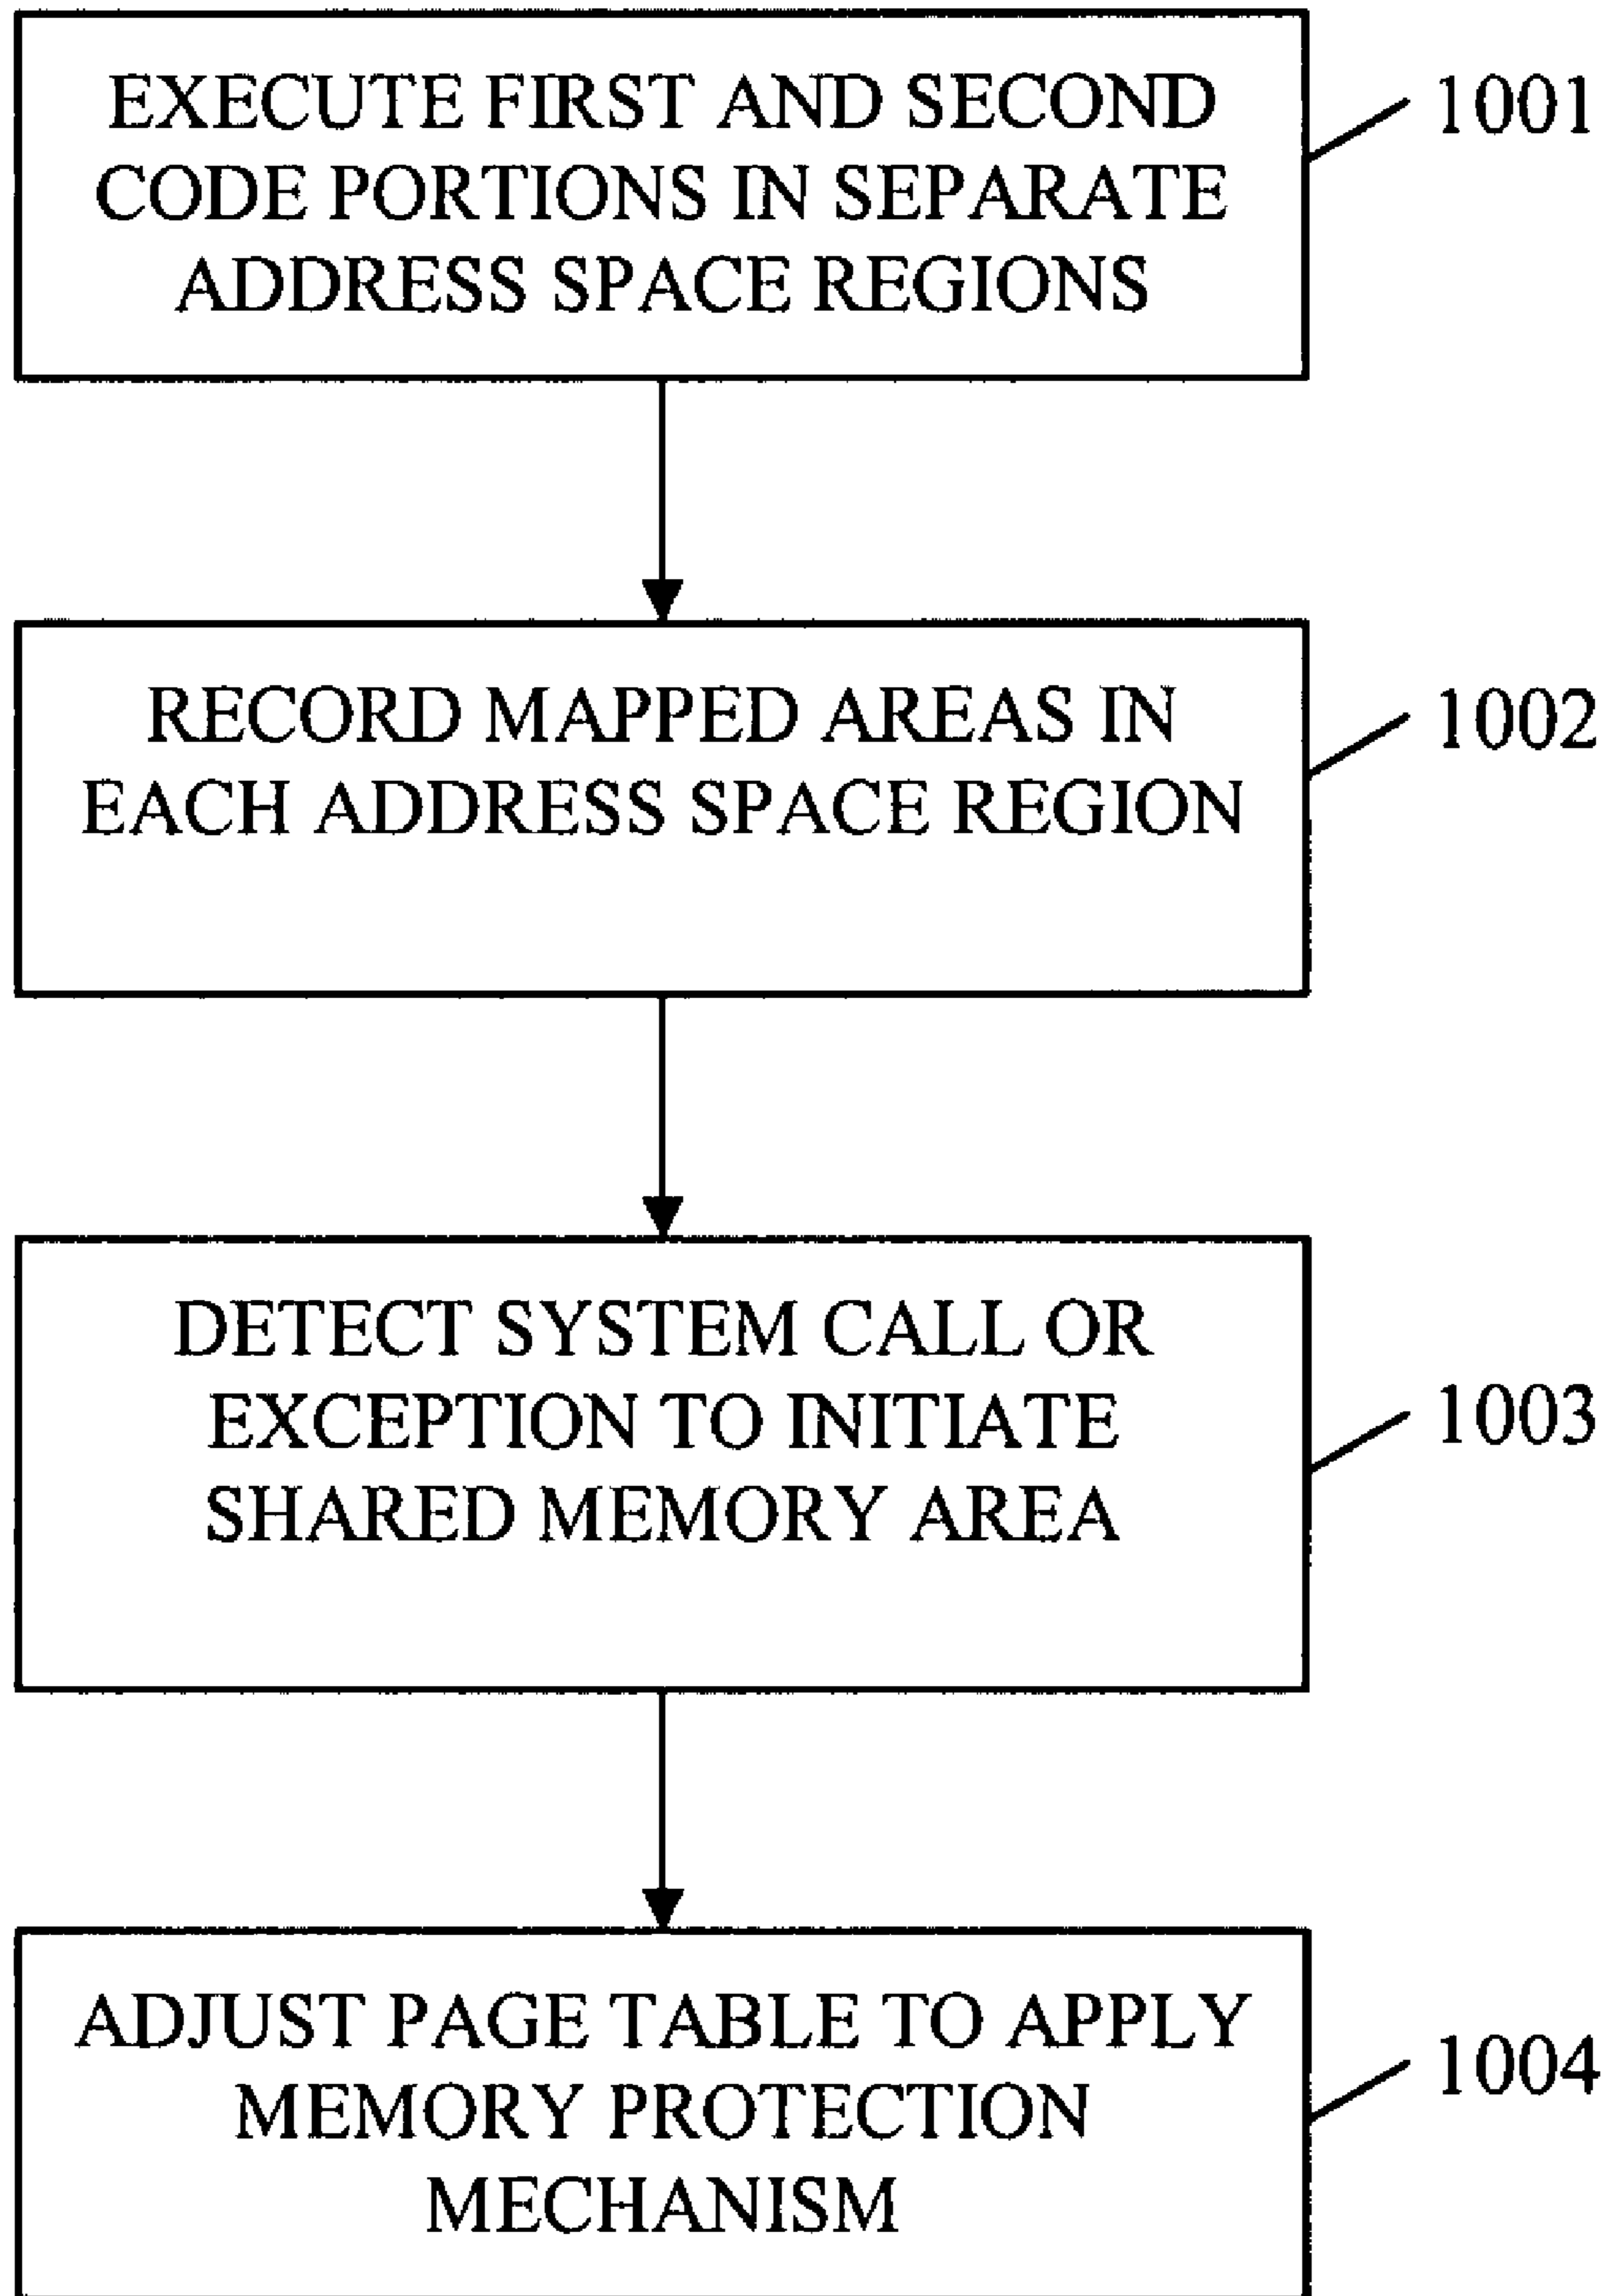 EXECUTE FIRST AND SECOND
CODE PORTIONS IN SEPARATE
ADDRESS SPACE REGIONS
1001
RECORD MAPPED AREAS IN
EACH ADDRESS SPACE REGION
1002
DETECT SYSTEM CALL OR
EXCEPTION TO INITIATE
SHARED MEMORY AREA
1003
ADJUST PAGE TABLE TO APPLY
MEMORY PROTECTION
MECHANISM
1004